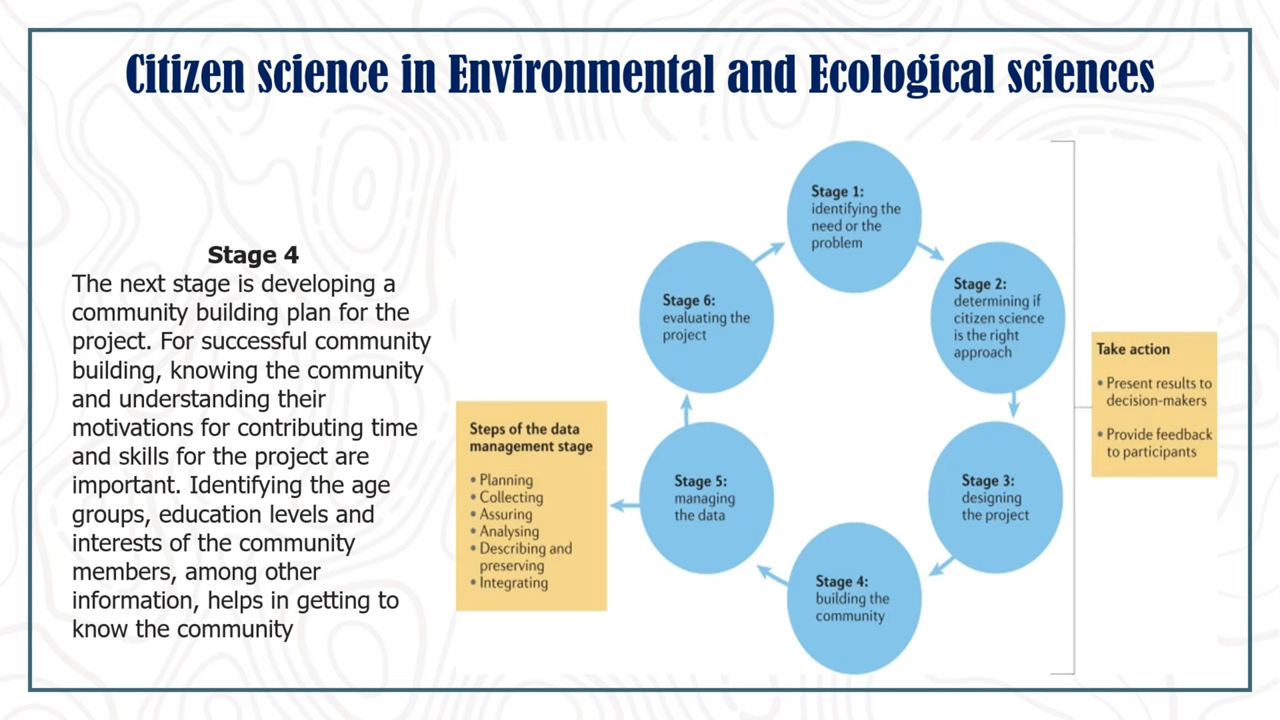 Citizen science in Environmental and Ecological sciences
Stage 4
The next stage is developing a
community building plan for the
project. For successful community
building, knowing the community
and understanding their
motivations for contributing time
and skills for the project are
important. Identifying the age
groups, education levels and
interests of the community
members, among other
information, helps in getting to
know the community
Stage 1:
identifying the
need or the
problem
Stage 2:
determining if
citizen science
is the right
approach
Stage 3:
designing
the project
Stage 4:
building the
community
Stage 5:
managing
the data
Stage 6:
evaluating the
project
Steps of the data
management stage
• Planning
• Collecting
• Assuring
• Analysing
• Describing and
preserving
• Integrating
Take action
• Present results to
decision-makers
• Provide feedback
to participants